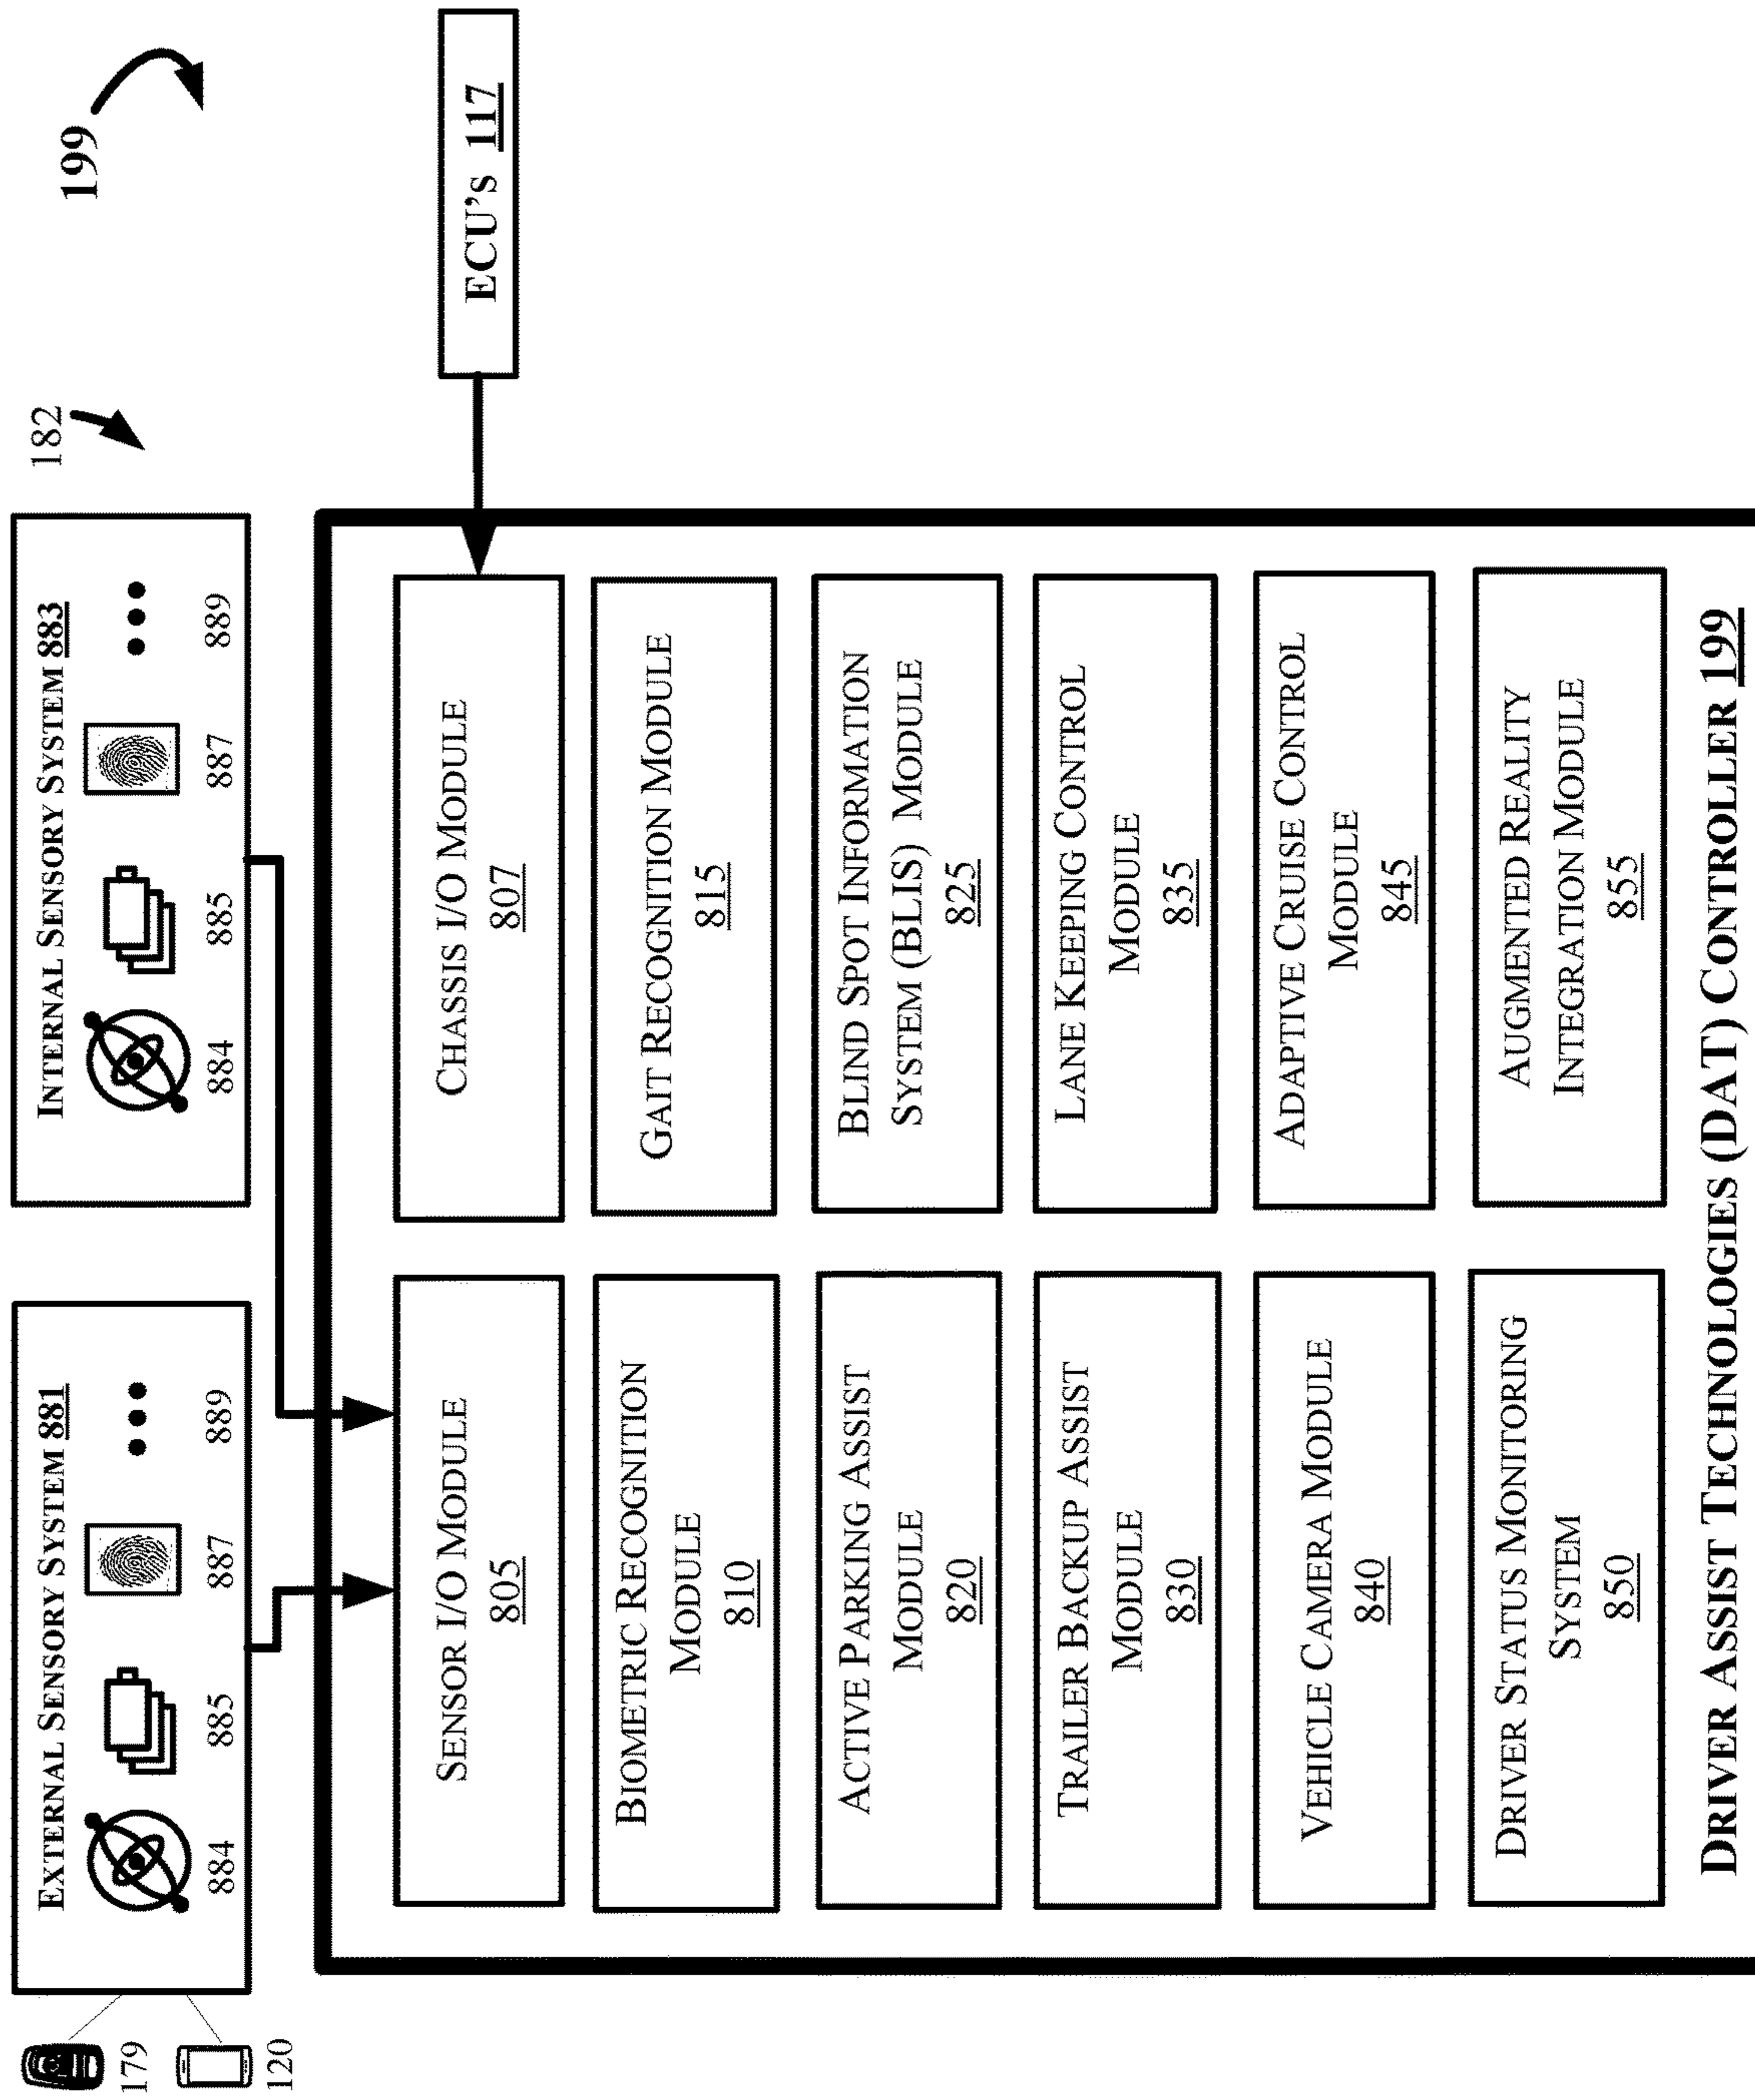 199
182
179
120
EXTERNAL SENSORY SYSTEM 881
884 885 887 889
INTERNAL SENSORY SYSTEM 883
884 885 887 889
ECU's 117
SENSOR I/O MODULE
805
CHASSIS I/O MODULE
807
BIOMETRIC RECOGNITION
MODULE
810
GAIT RECOGNITION MODULE
815
ACTIVE PARKING ASSIST
MODULE
820
BLIND SPOT INFORMATION
SYSTEM (BLIS) MODULE
825
TRAILER BACKUP ASSIST
MODULE
830
LANE KEEPING CONTROL
MODULE
835
VEHICLE CAMERA MODULE
840
ADAPTIVE CRUISE CONTROL
MODULE
845
DRIVER STATUS MONITORING
SYSTEM
850
AUGMENTED REALITY
INTEGRATION MODULE
855
DRIVER ASSIST TECHNOLOGIES (DAT) CONTROLLER 199